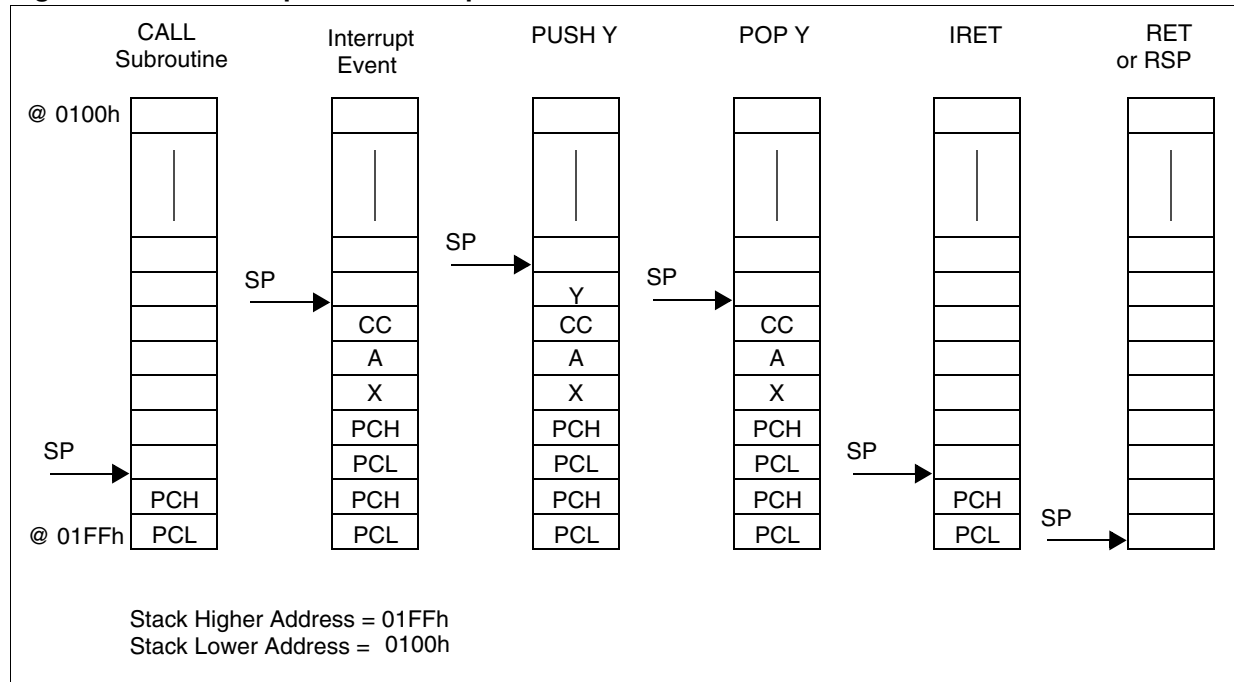 CALL
Subroutine
Interrupt
Event
PUSH Y
POP Y
IRET
RET
or RSP
@ 0100h
SP
SP
SP
Y
CC
CC
CC
A
A
A
X
X
X
PCH
PCH
PCH
SP
SP
PCL
PCL
PCL
PCH
PCH
PCH
PCH
PCH
SP
@ 01FFh
PCL
PCL
PCL
PCL
PCL
Stack Higher Address = 01FFh
Stack Lower Address = 0100h